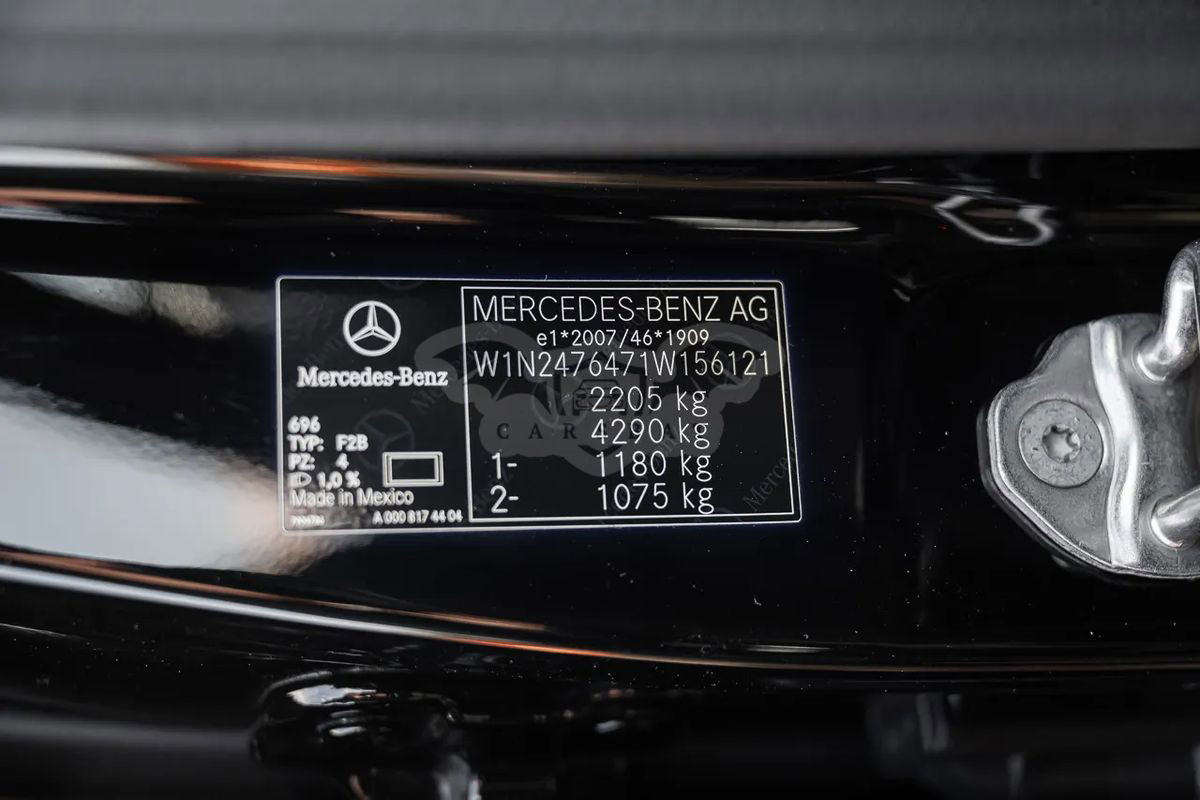 Mercedes-Benz
696
TYP: F2B
PZ: 4
1,0 %
Made in Mexico
A 000 817 44 04
MERCEDES-BENZ AG
e1*2007/46*1909
W1N2476471W156121
2205 kg
4290 kg
1- 1180 kg
2- 1075 kg